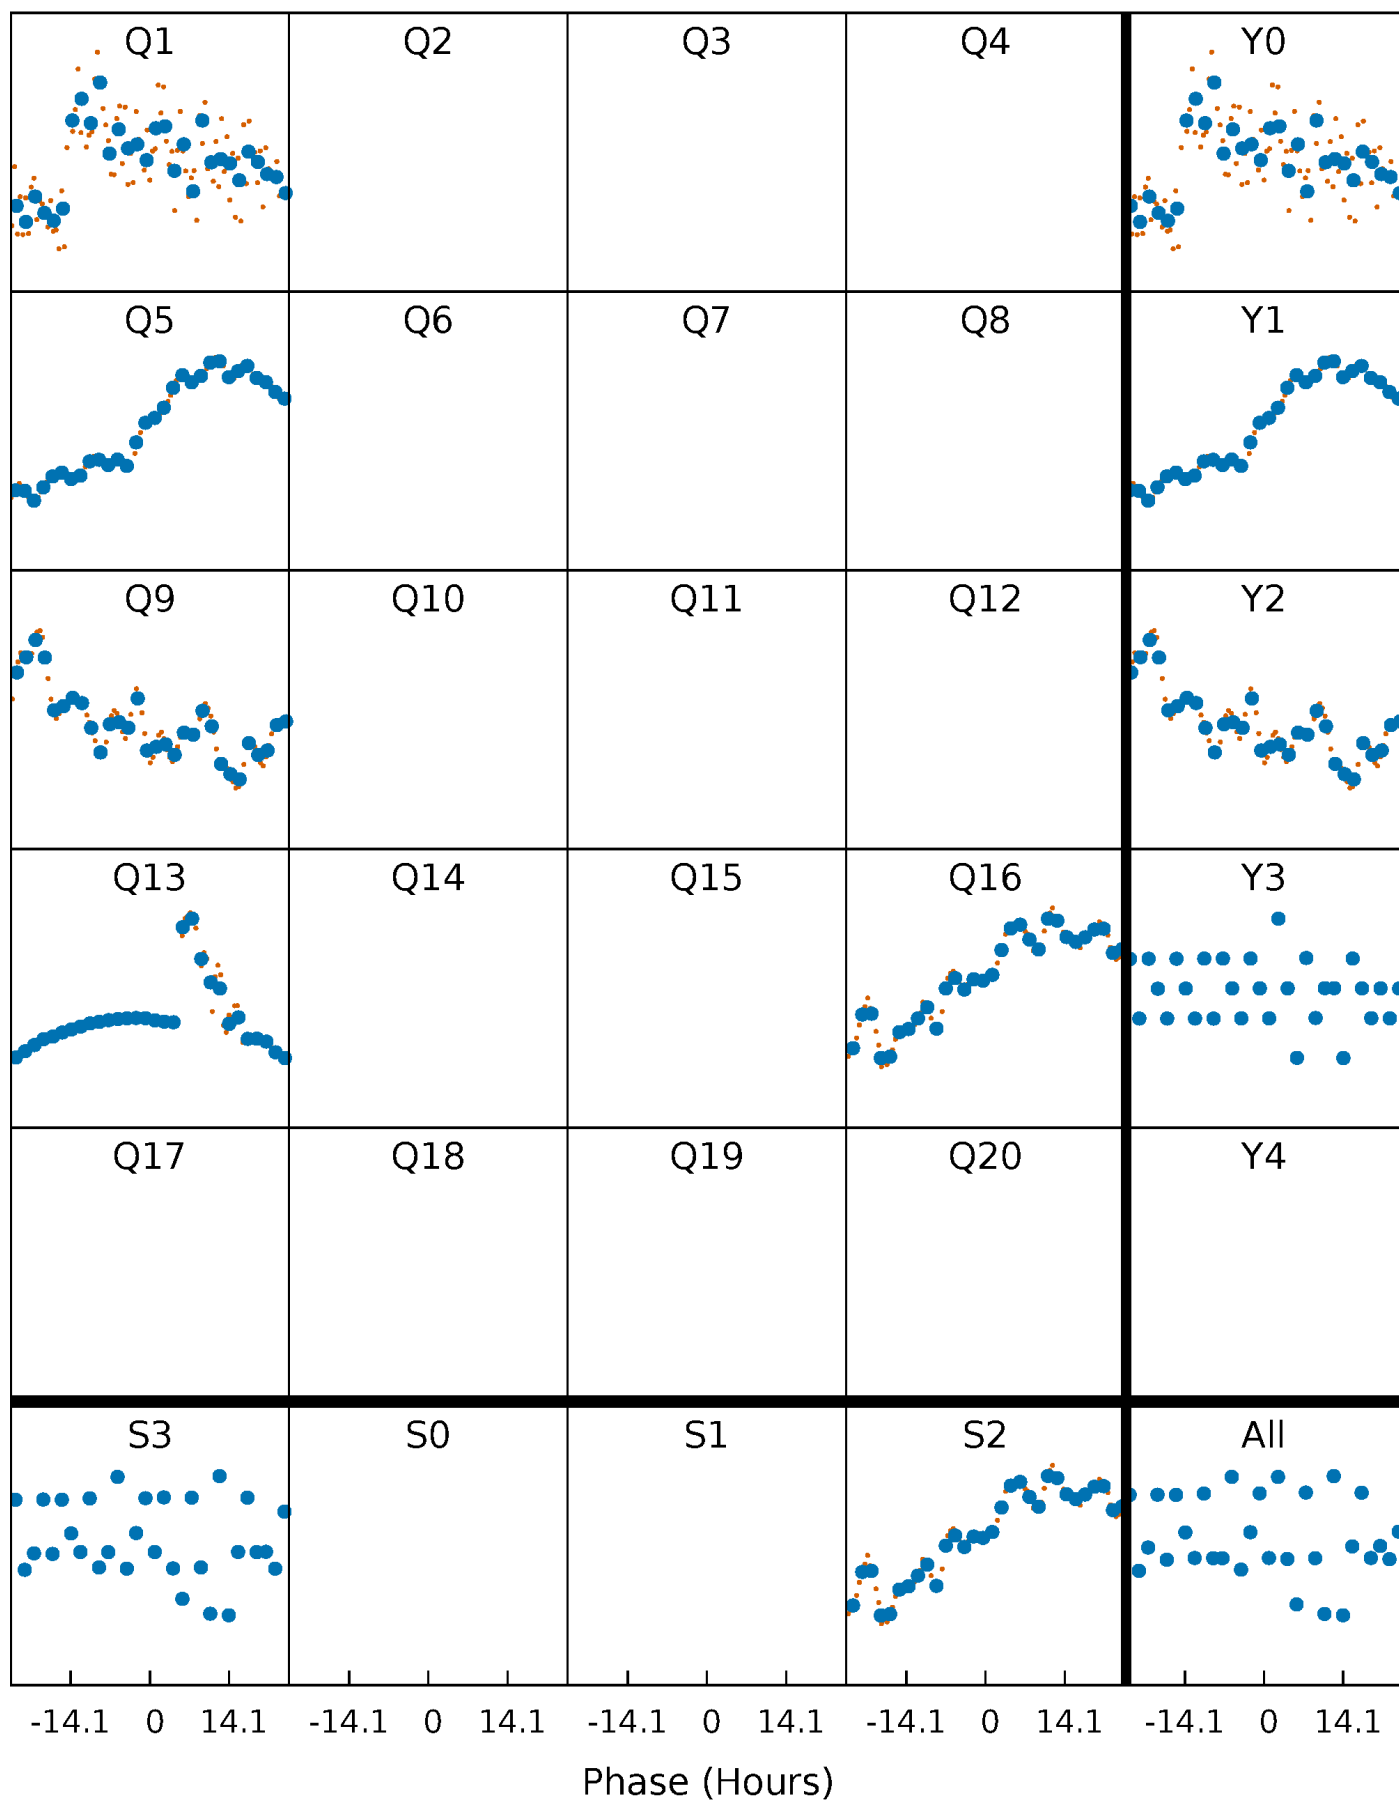 Q1 Q2 Q3 Q4 Y0
Q5 Q6 Q7 Q8 Y1
Q9 Q10 Q11 Q12 Y2
Q13 Q14 Q15 Q16 Y3
Q17 Q18 Q19 Q20 Y4
S3 S0 S1 S2 All
-14.1 0 14.1 -14.1 0 14.1 -14.1 0 14.1 -14.1 0 14.1 -14.1 0 14.1
Phase (Hours)